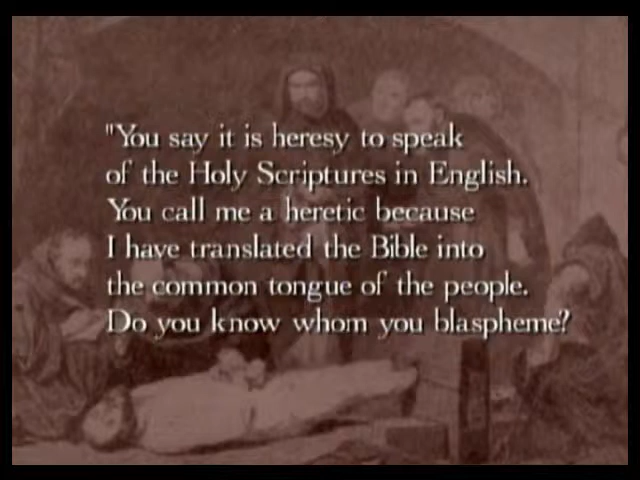 "You say it is heresy to speak
of the Holy Scriptures in English.
You call me a heretic because
I have translated the Bible into
the common tongue of the people.
Do you know whom you blaspheme?